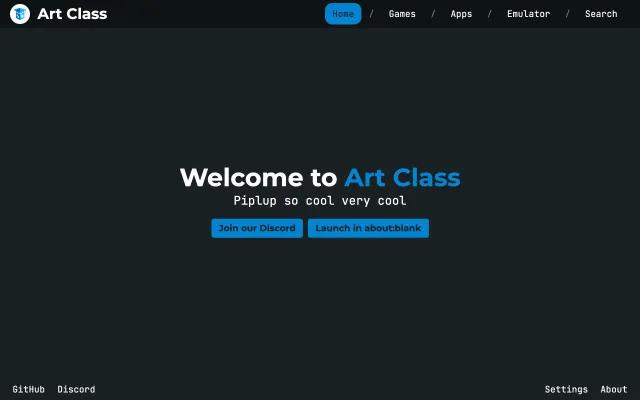 Art Class
Home / Games / Apps / Emulator / Search
Welcome to Art Class
Piplup so cool very cool
Join our Discord Launch in about:blank
GitHub Discord Settings About